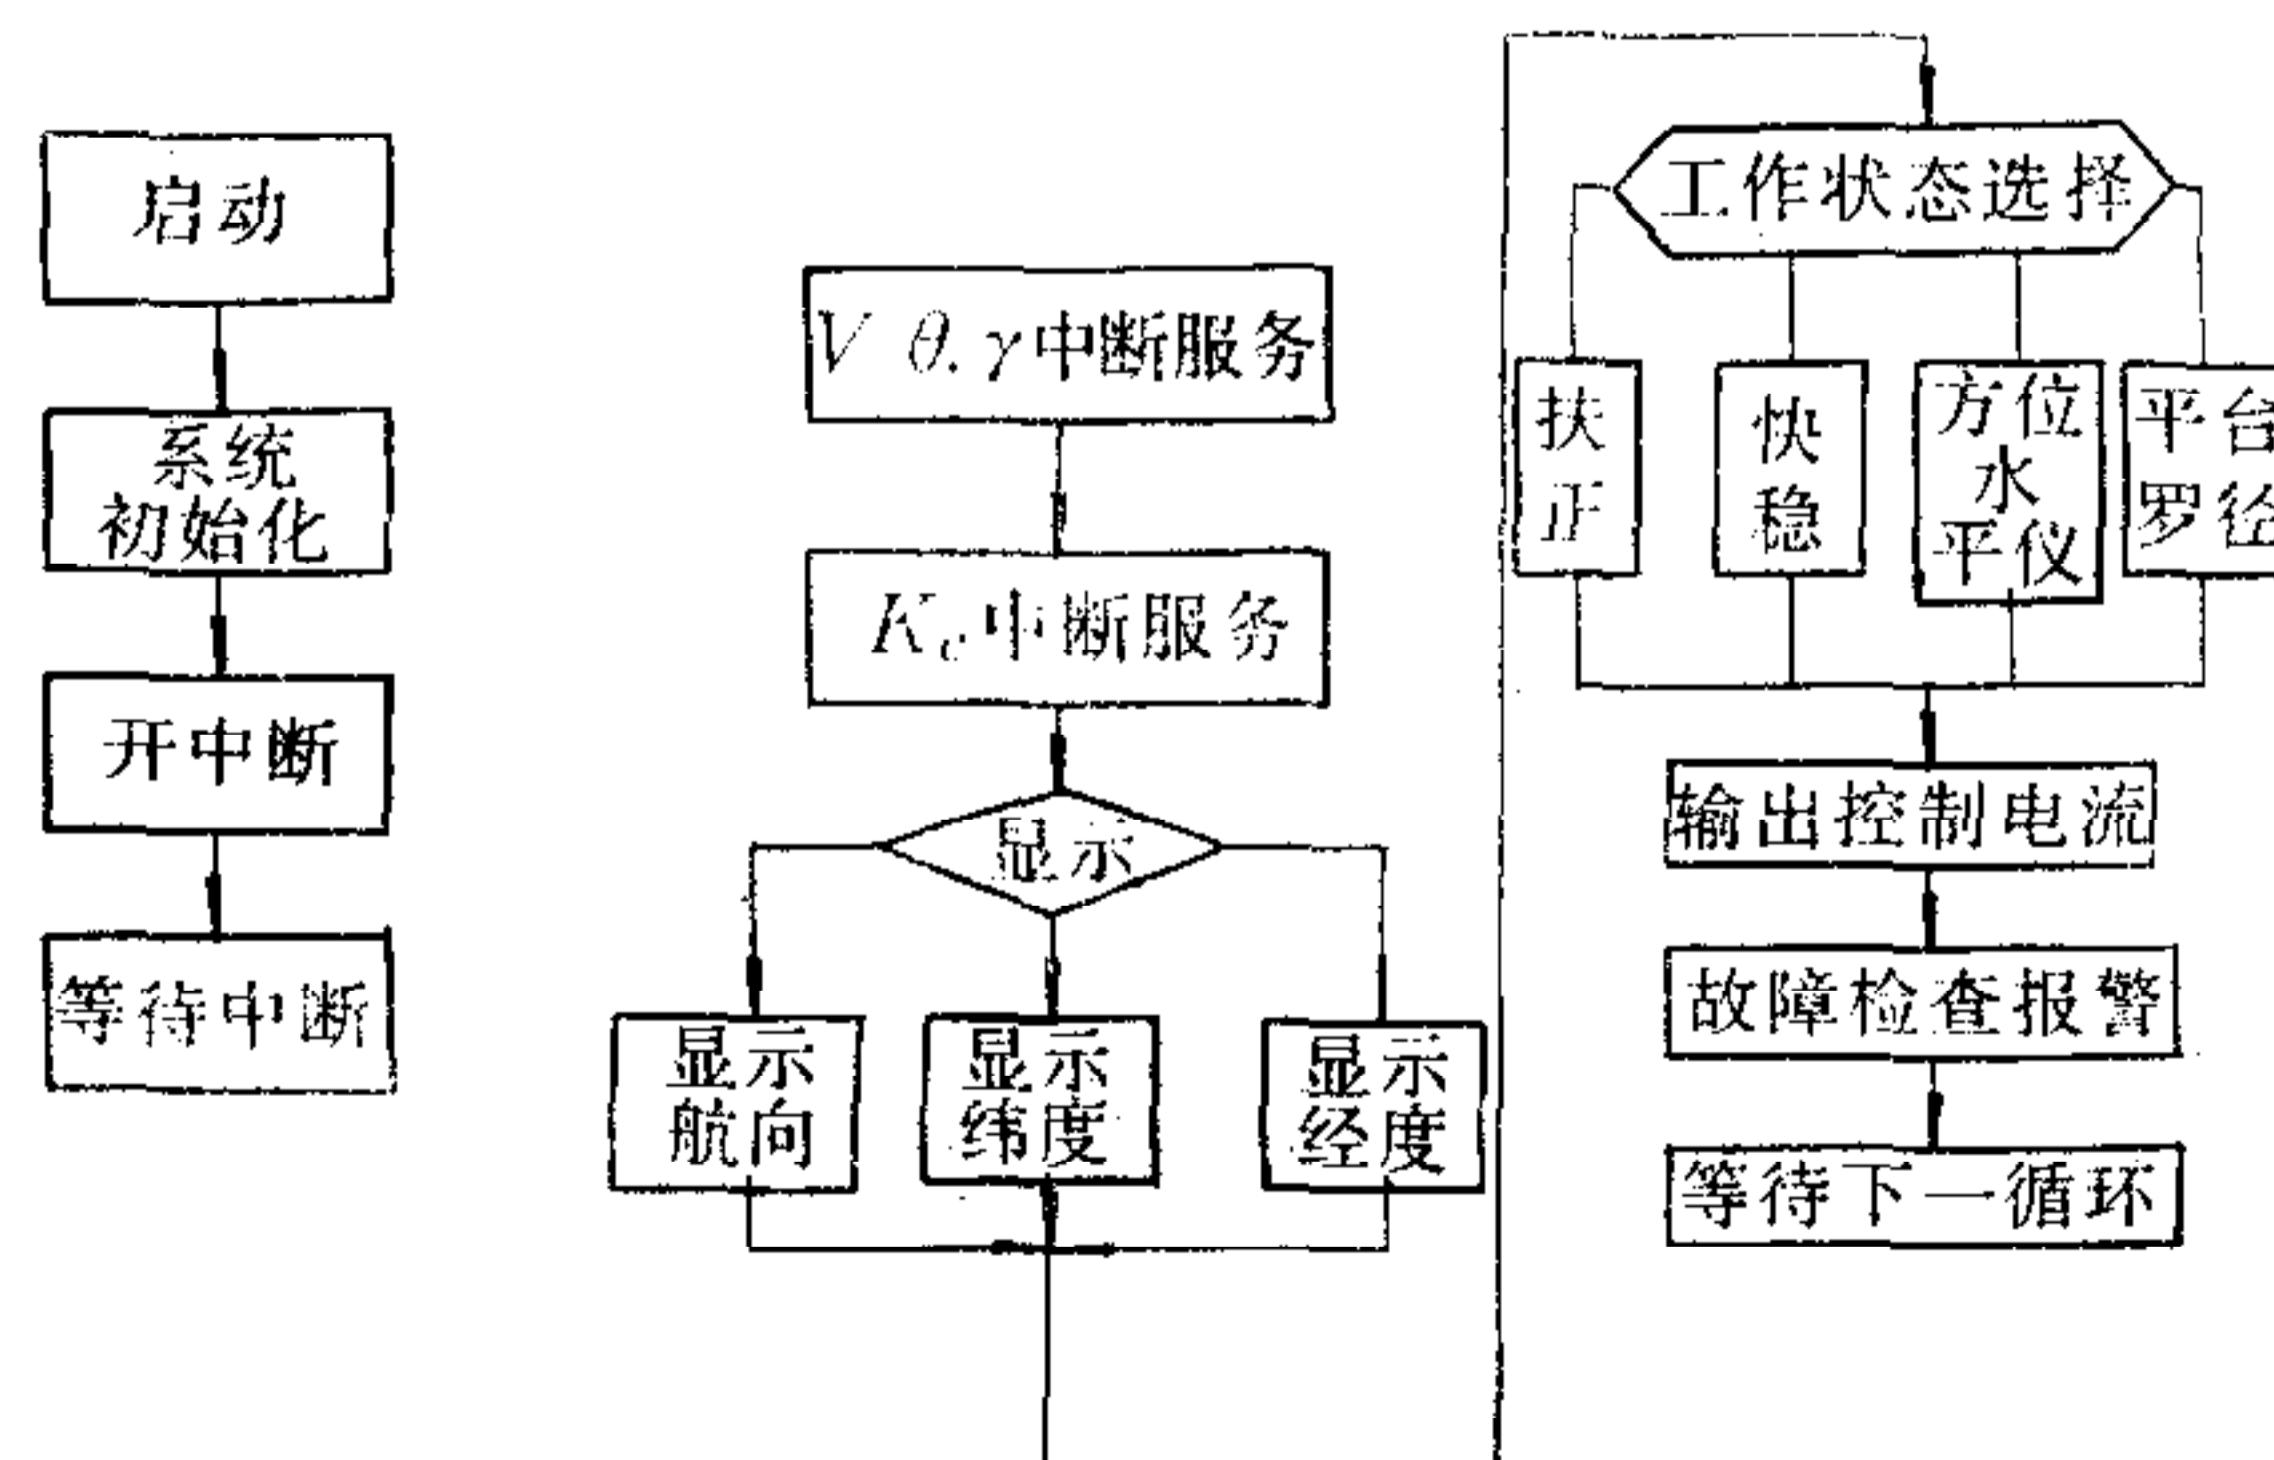 启动
系统
初始化
开中断
等待中断
V θ.γ中断服务
中断服务
显示
显示
航向
显示
纬度
显示
经度
工作状态选择
扶
正
快
稳
方位
水
平仪
平台
罗径
输出控制电流
故障检查报警
等待下一循环